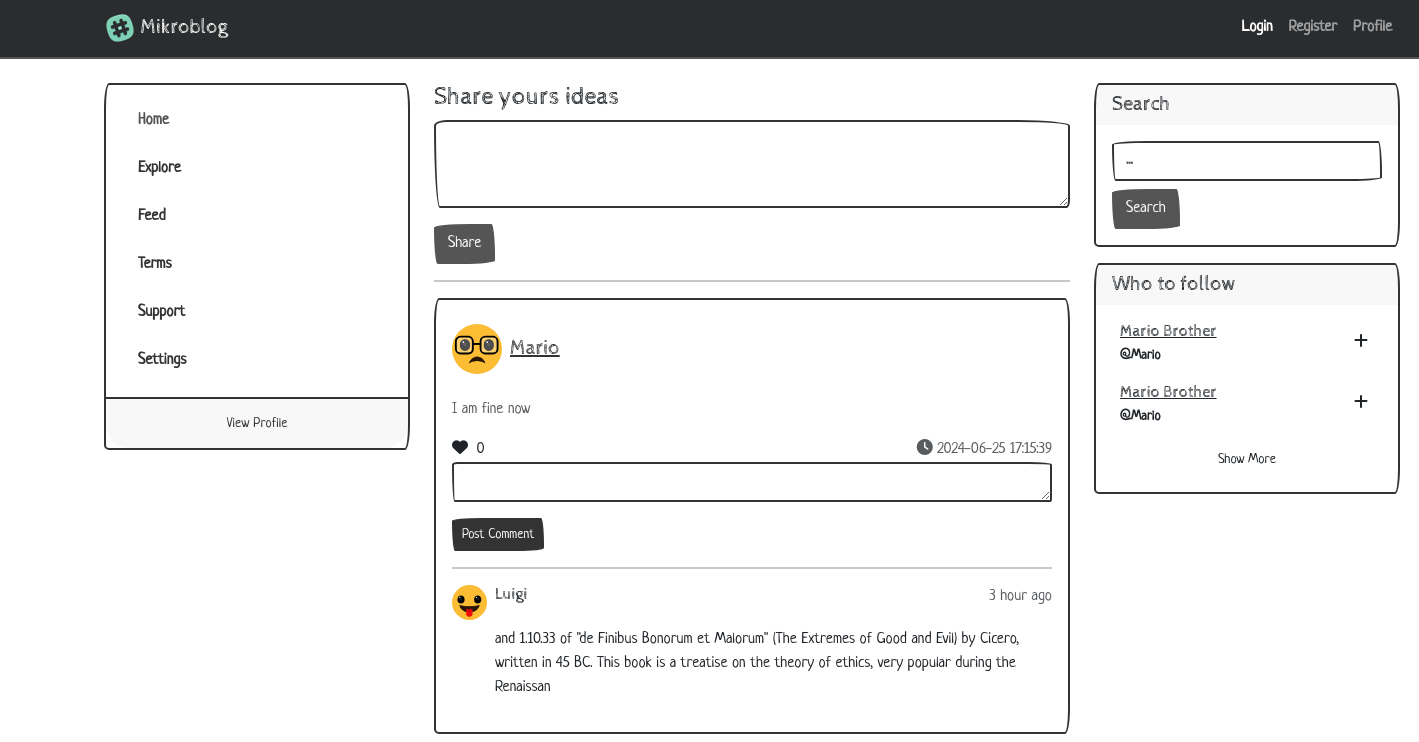 Mikroblog
Login Register Profile
Home
Explore
Feed
Terms
Support
Settings
View Profile
Share yours ideas
Share
Mario
I am fine now
0
2024-06-25 17:15:39
Post Comment
Luigi
3 hour ago
and 1.10.33 of "de Finibus Bonorum et Malorum" (The Extremes of Good and Evil) by Cicero,
written in 45 BC. This book is a treatise on the theory of ethics, very popular during the
Renaissan
Search
...
Search
Who to follow
Mario Brother
@Mario
Mario Brother
@Mario
Show More